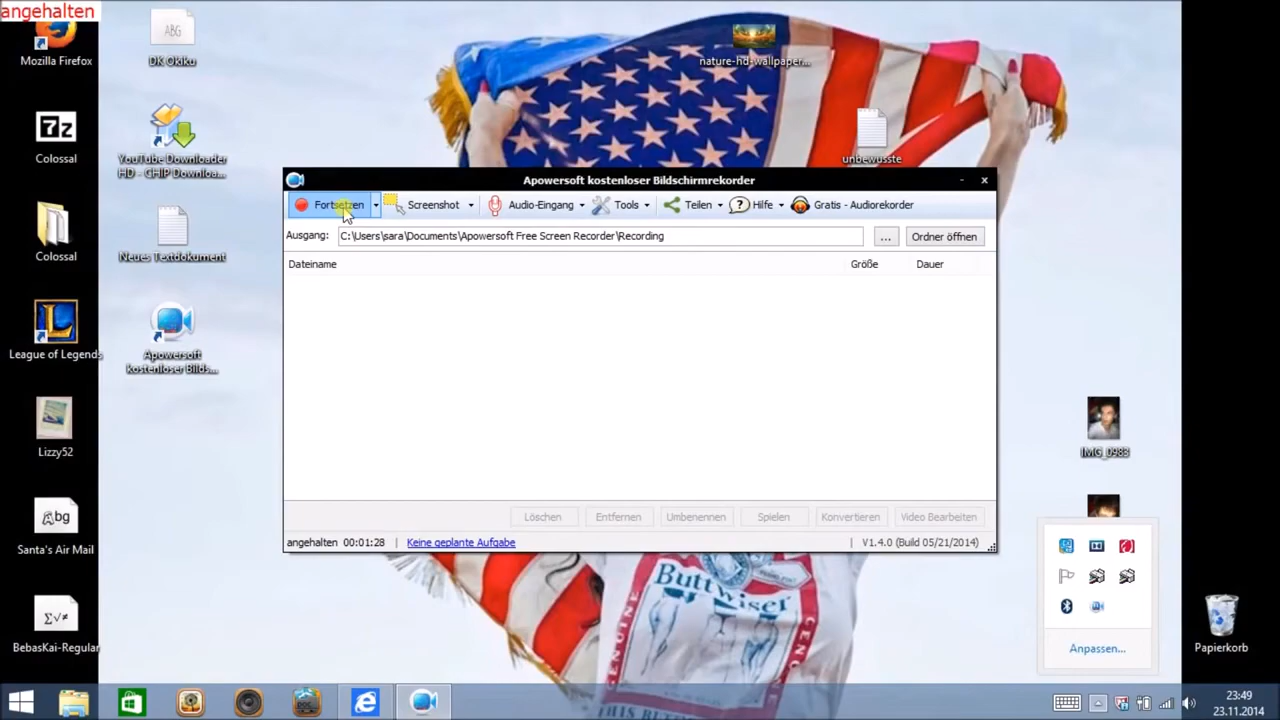 angehalten
Mozilla Firefox
ABG
DK Okiku
nature-hd-wallpaper...
7z
Colossal
YouTube Downloader
HD - CHIP Downloa...
unbewusste
Apowersoft kostenloser Bildschirmrekorder
Fortsetzen
Screenshot
Audio-Eingang
Tools
Teilen
Hilfe
Gratis - Audiorekorder
Ausgang:
C:\Users\sara\Documents\Apowersoft Free Screen Recorder\Recording
...
Ordner öffnen
Colossal
Neues Textdokument
Dateiname
Größe
Dauer
League of Legends
Apowersoft
kostenloser Bilds...
Lizzy52
IMG_0983
Abg
Santa's Air Mail
Löschen
Entfernen
Umbenennen
Spielen
Konvertieren
Video Bearbeiten
angehalten 00:01:28
Keine geplante Aufgabe
V1.4.0 (Build 05/21/2014)
Buttwiser
GENUINE
Σ√≠
BebasKai-Regular
Anpassen...
Papierkorb
23:49
23.11.2014